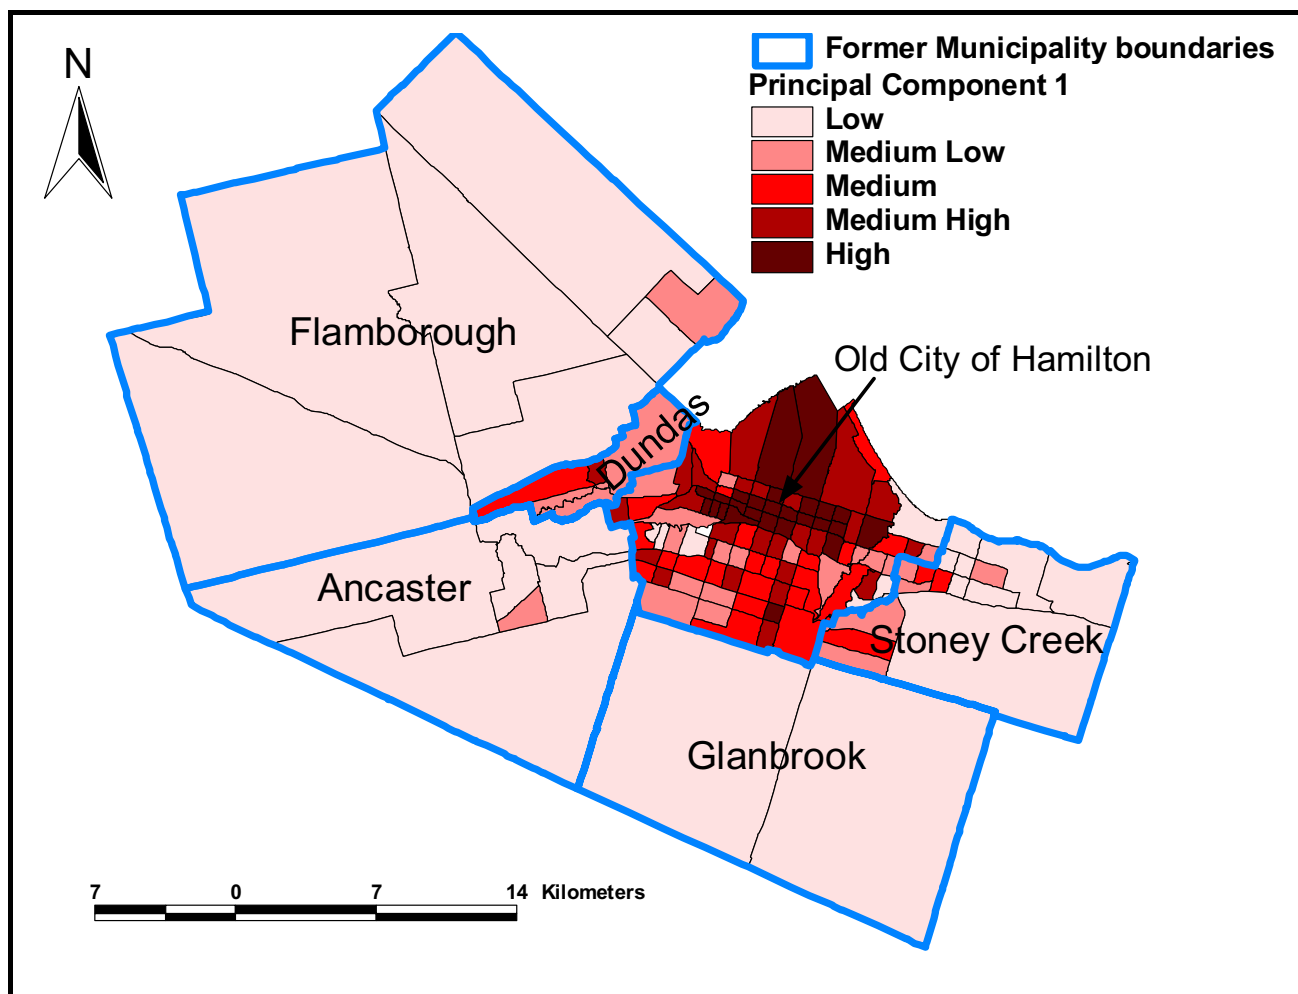 N
Former Municipality boundaries
Principal Component 1
Low
Medium Low
Medium
Medium High
High
Flamborough
Old City of Hamilton
Dundas
Ancaster
Stoney Creek
Glanbrook
7 0 7 14 Kilometers